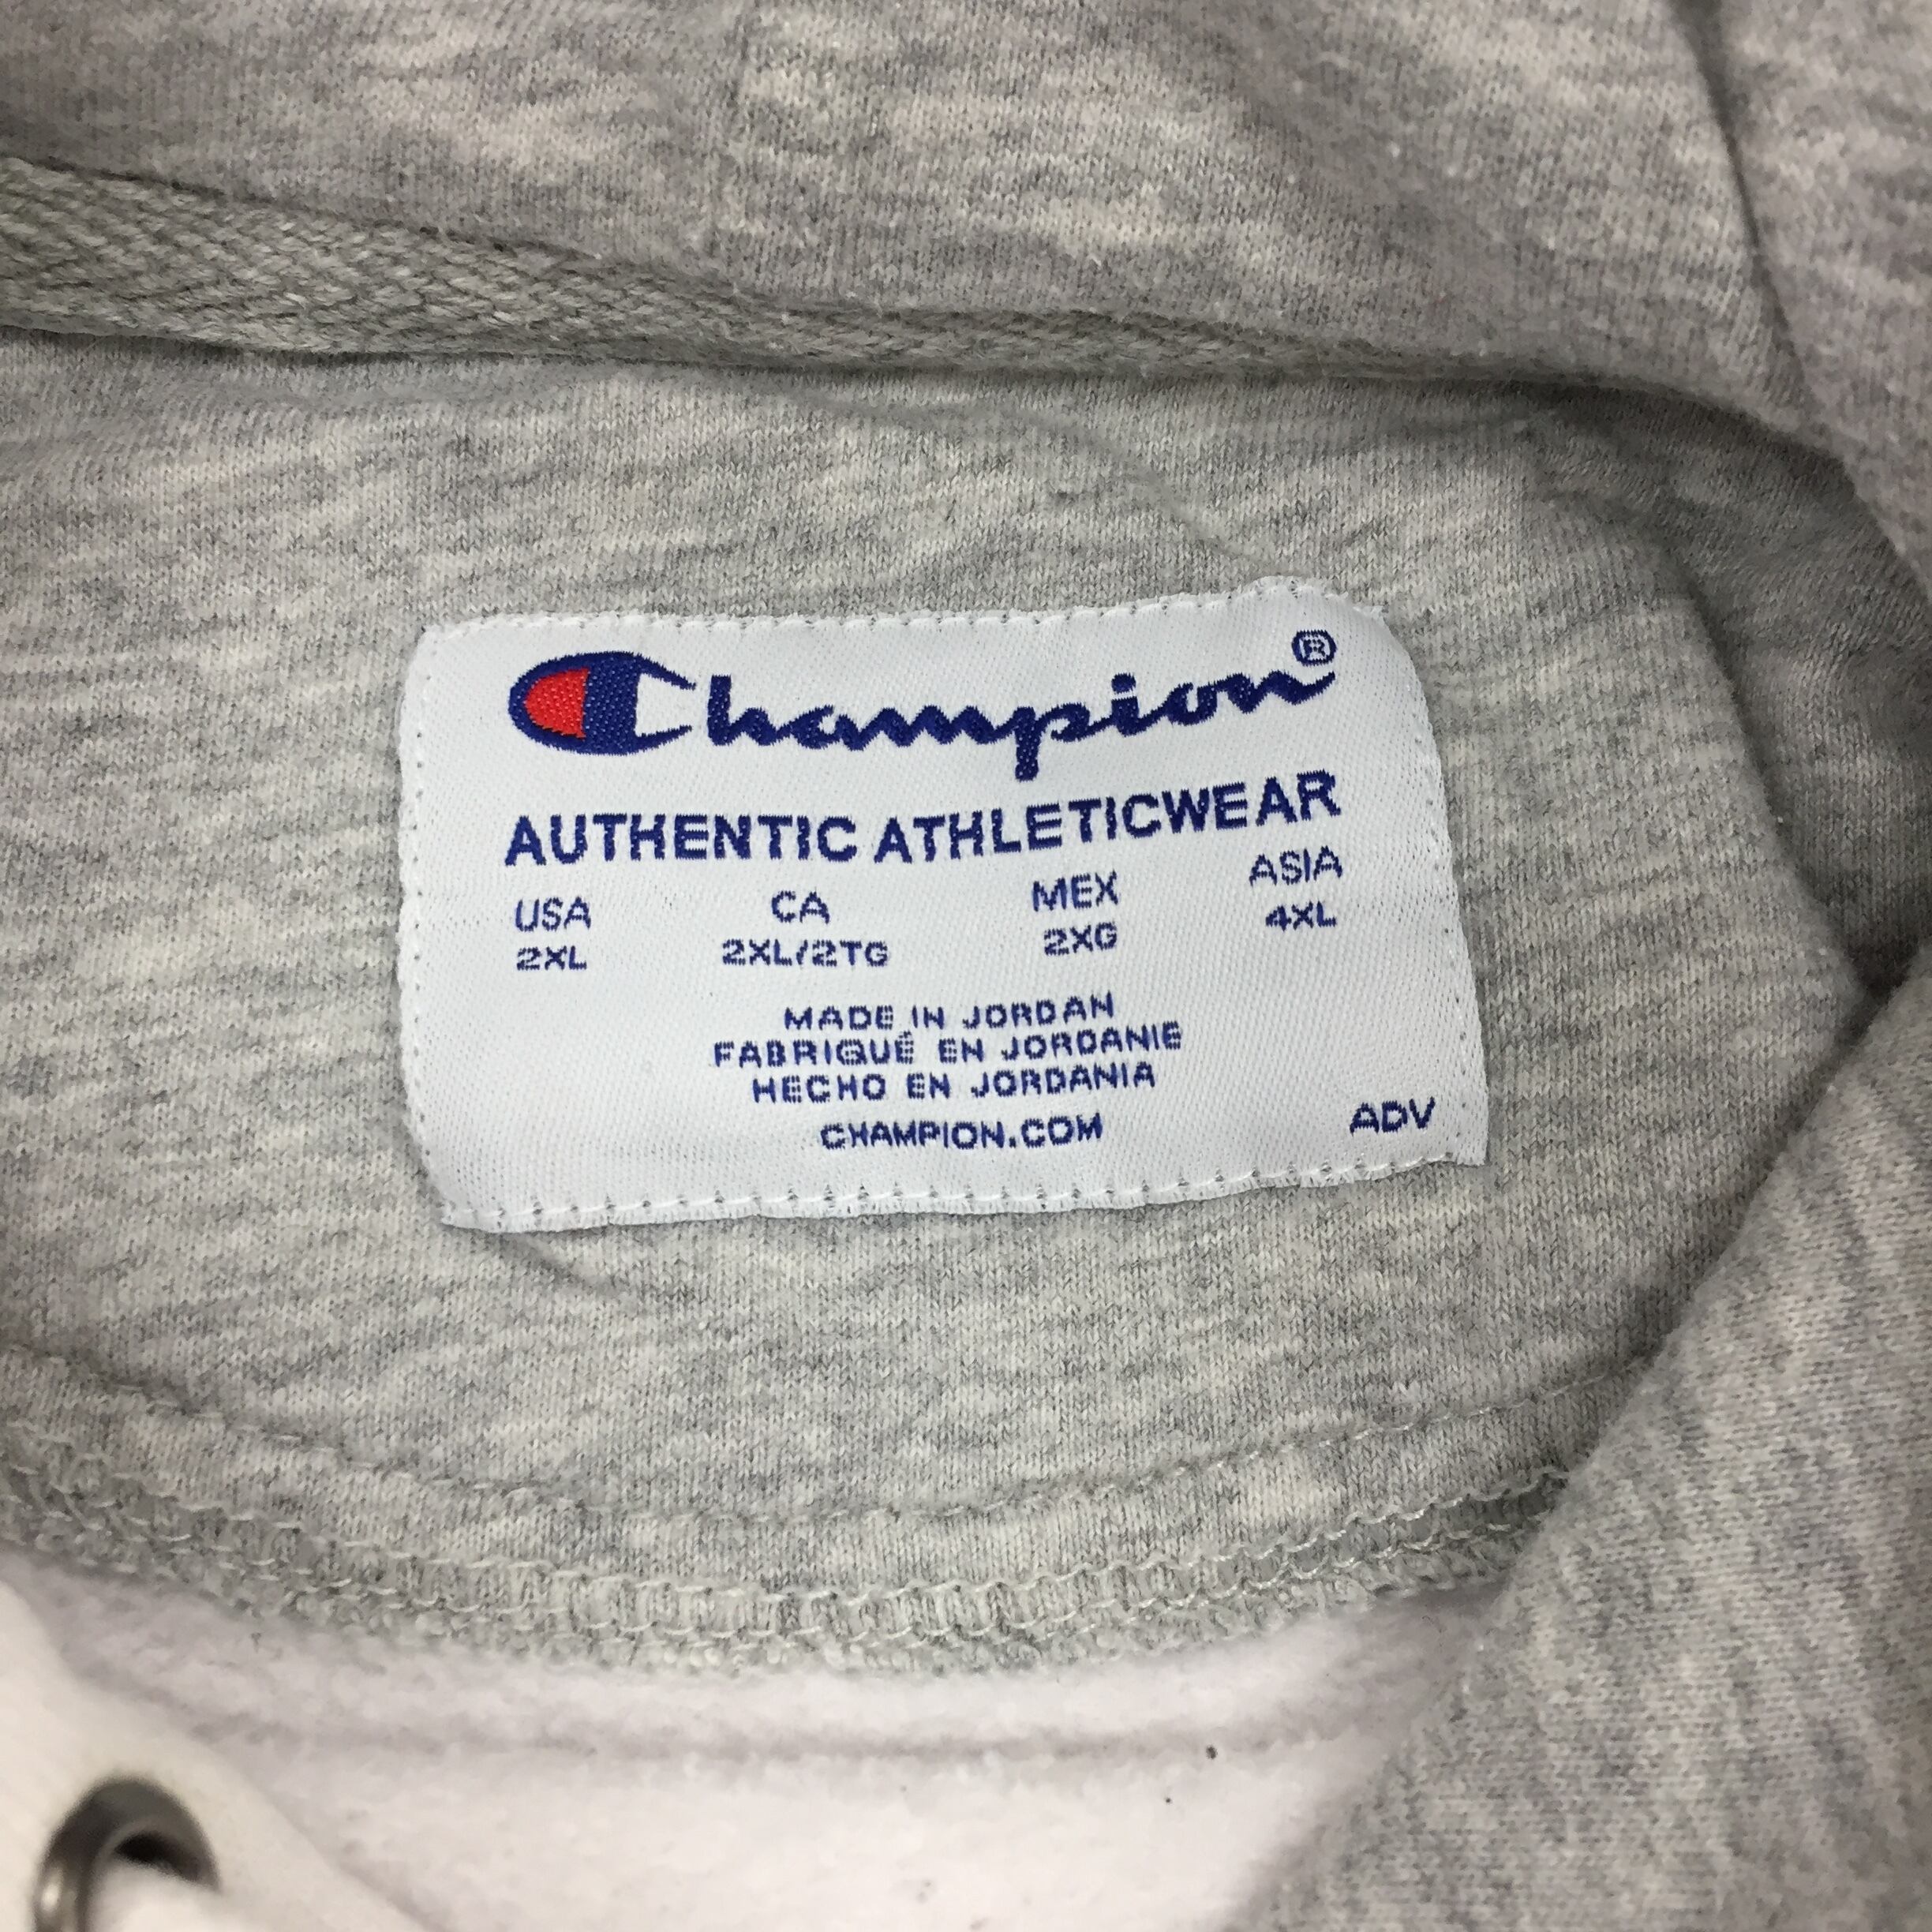 Champion®
AUTHENTIC ATHLETICWEAR
USA CA MEX ASIA
2XL 2XL/2TG 2XG 4XL
MADE IN JORDAN
FABRIQUÉ EN JORDANIE
HECHO EN JORDANIA
CHAMPION.COM ADV